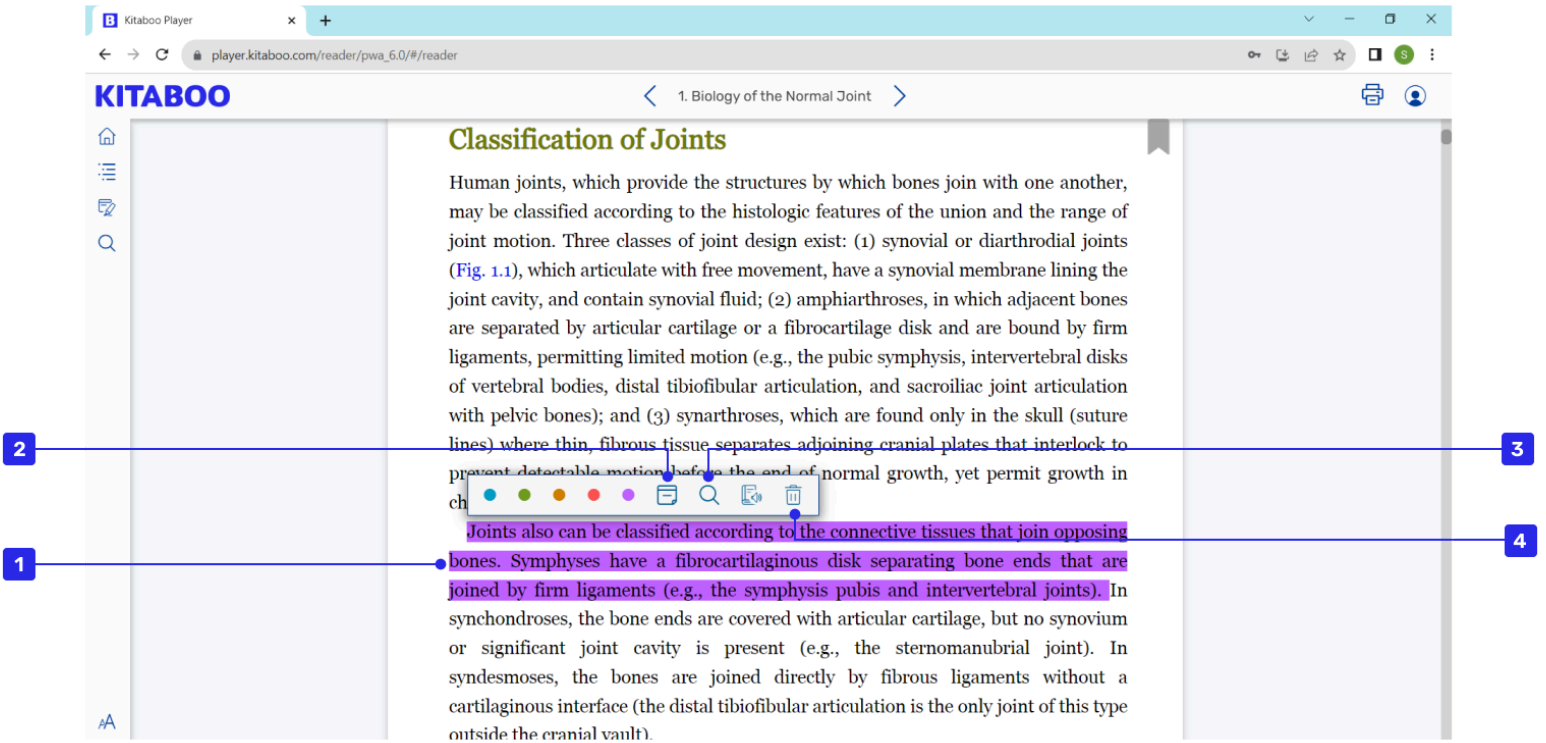 Kitaboo Player
player.kitaboo.com/reader/pwa_6.0/#/reader
S
KITABOO
1. Biology of the Normal Joint
Classification of Joints
Human joints, which provide the structures by which bones join with one another,
may be classified according to the histologic features of the union and the range of
joint motion. Three classes of joint design exist: (1) synovial or diarthrodial joints
(Fig. 1.1), which articulate with free movement, have a synovial membrane lining the
joint cavity, and contain synovial fluid; (2) amphiarthroses, in which adjacent bones
are separated by articular cartilage or a fibrocartilage disk and are bound by firm
ligaments, permitting limited motion (e.g., the pubic symphysis, intervertebral disks
of vertebral bodies, distal tibiofibular articulation, and sacroiliac joint articulation
with pelvic bones); and (3) synarthroses, which are found only in the skull (suture
lines) where thin, fibrous tissue separates adjoining cranial plates that interlock to
2
3
prevent detectable motion before the end of normal growth, yet permit growth in
ch
Joints also can be classified according to the connective tissues that join opposing
4
bones. Symphyses have a fibrocartilaginous disk separating bone ends that are
1
joined by firm ligaments (e.g., the symphysis pubis and intervertebral joints). In
synchondroses, the bone ends are covered with articular cartilage, but no synovium
or significant joint cavity is present (e.g., the sternomanubrial joint). In
syndesmoses, the bones are joined directly by fibrous ligaments without a
cartilaginous interface (the distal tibiofibular articulation is the only joint of this type
outside the cranial vault).
AA